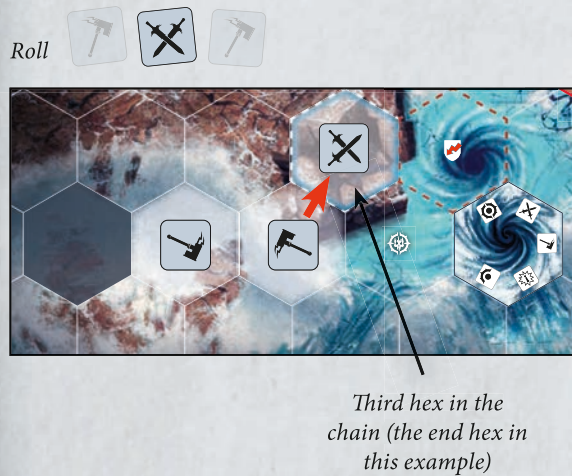 Roll
Third hex in the
chain (the end hex in
this example)